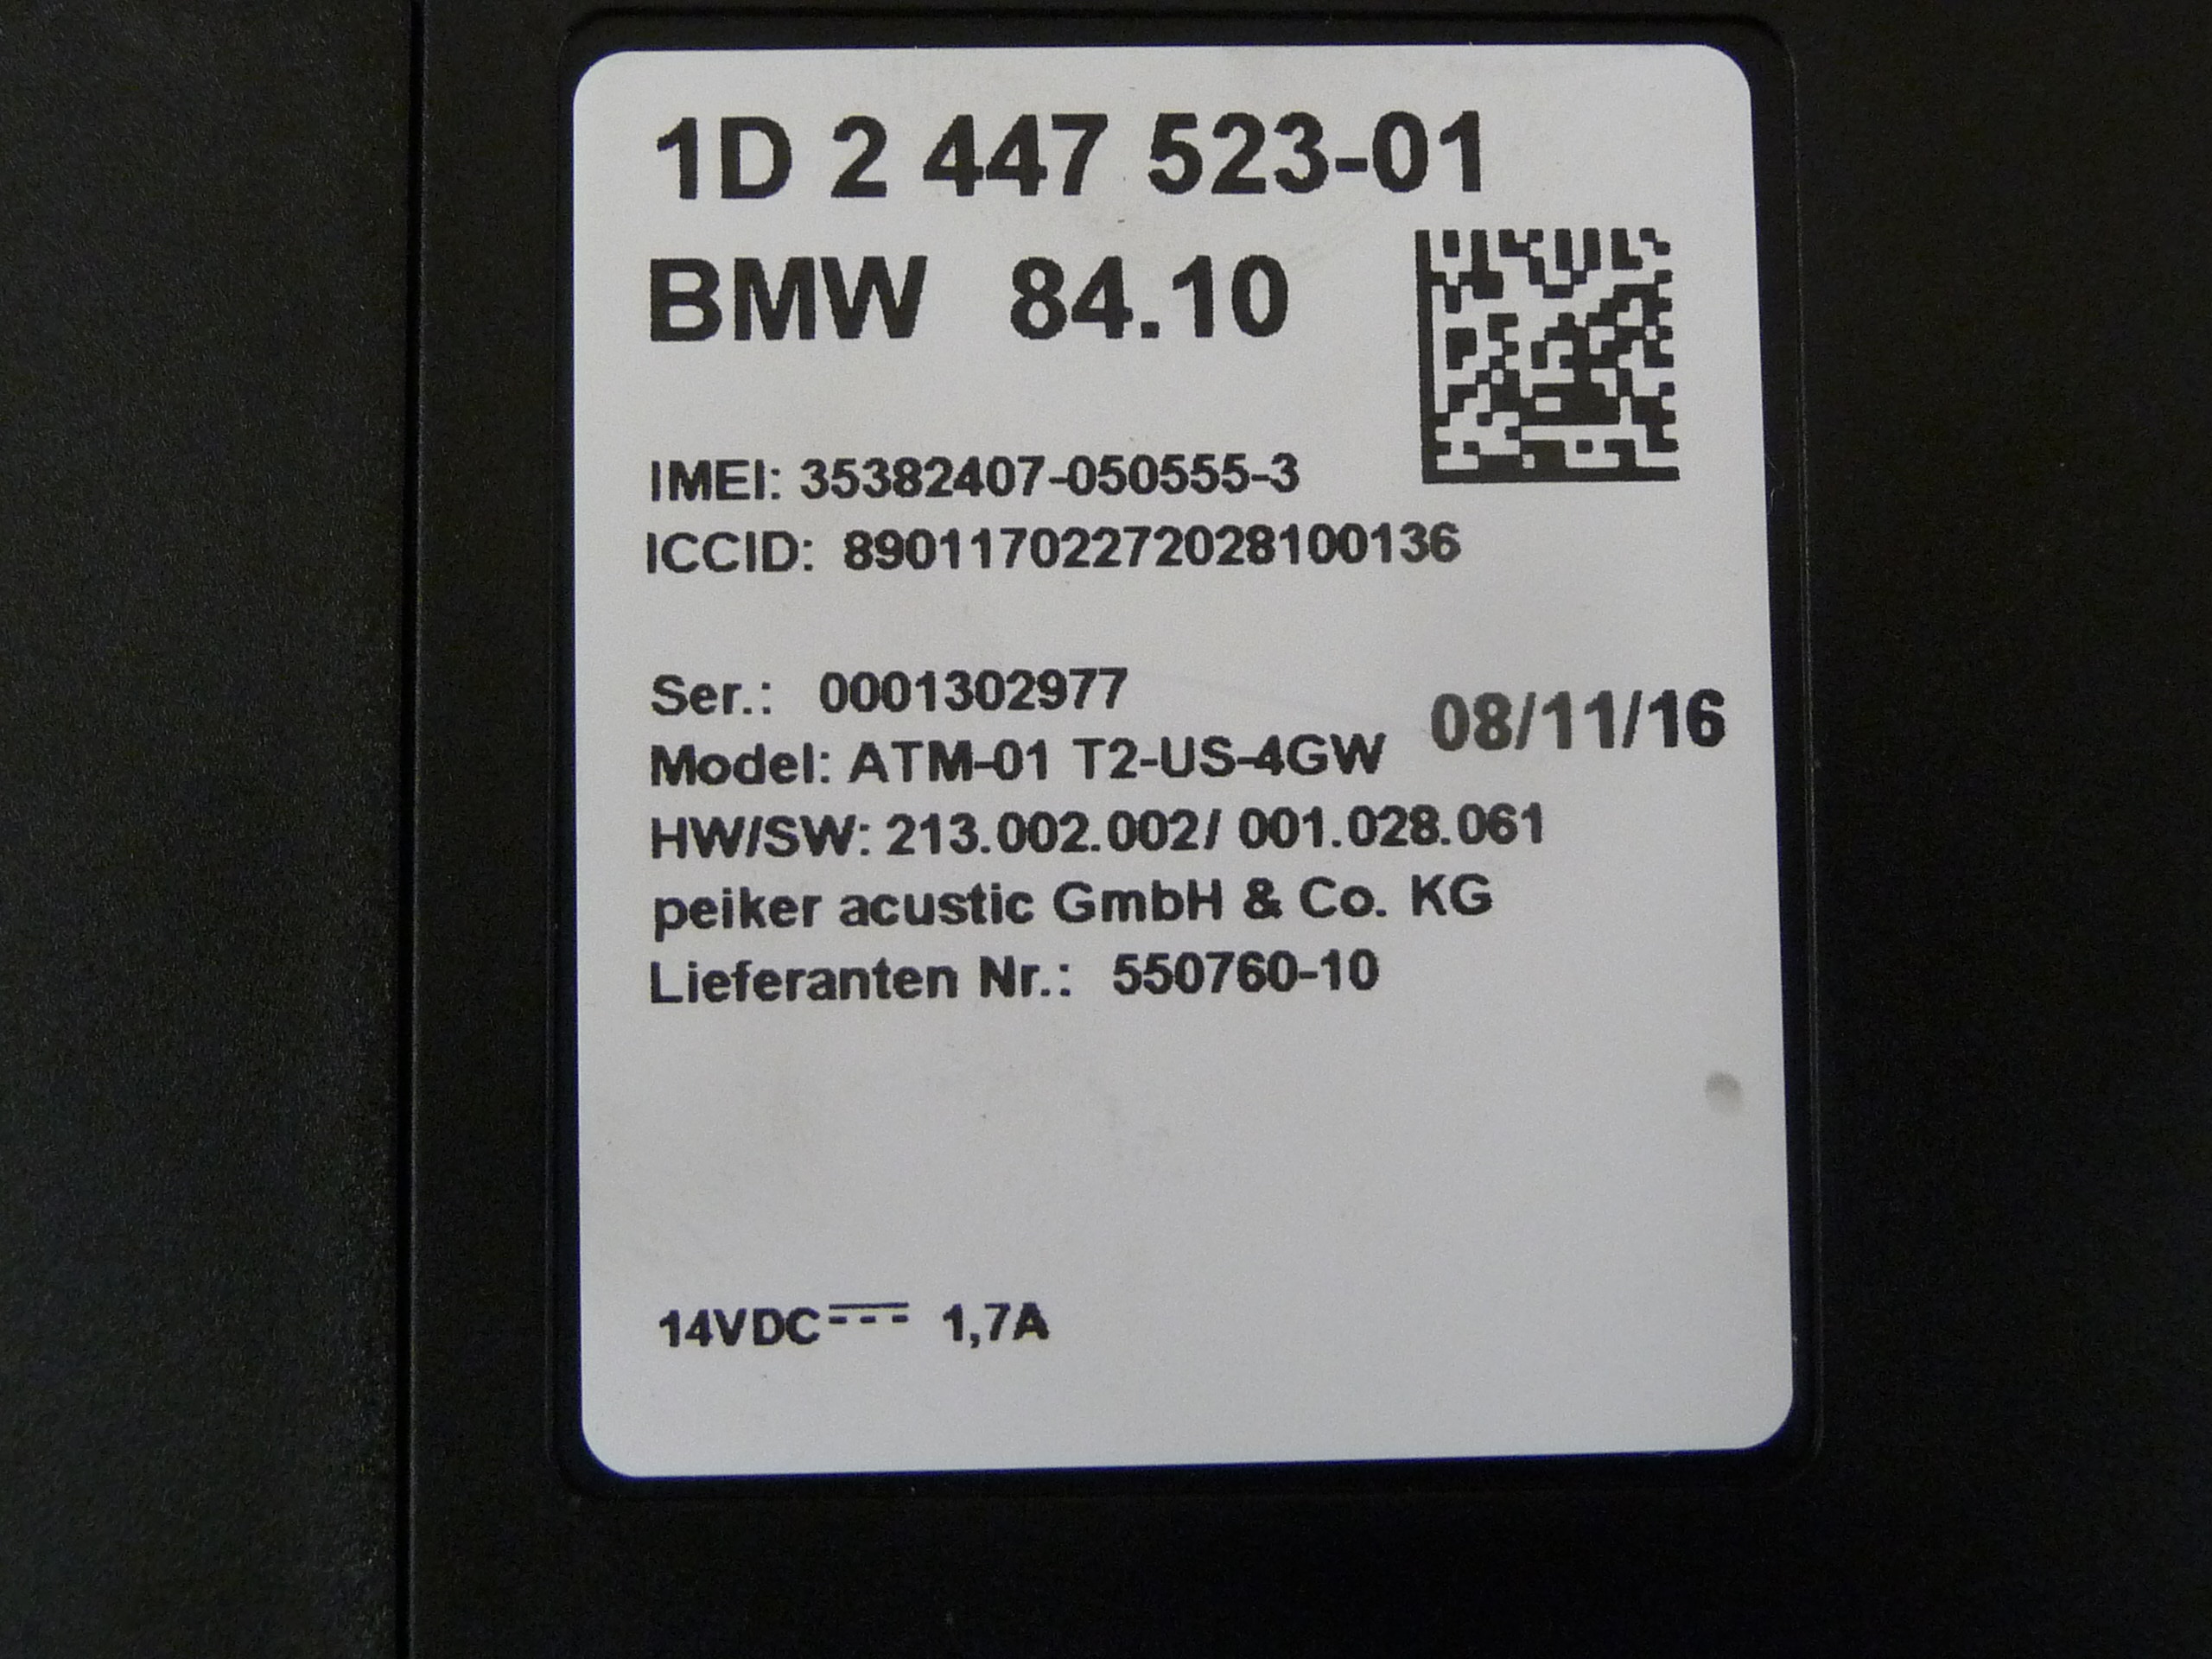 1D 2 447 523-01
BMW 84.10
IMEI: 35382407-050555-3
ICCID: 89011702272028100136
Ser.: 0001302977
08/11/16
Model: ATM-01 T2-US-4GW
HW/SW: 213.002.002/ 001.028.061
peiker acustic GmbH & Co. KG
Lieferanten Nr.: 550760-10
14VDC 1,7A